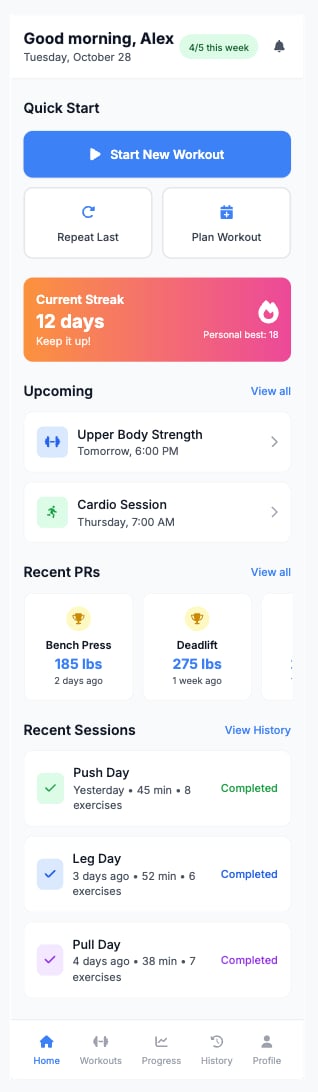 Good morning, Alex
4/5 this week
Tuesday, October 28
Quick Start
Start New Workout
Repeat Last
Plan Workout
Current Streak
12 days
Keep it up!
Personal best: 18
Upcoming
View all
Upper Body Strength
Tomorrow, 6:00 PM
Cardio Session
Thursday, 7:00 AM
Recent PRs
View all
Bench Press
185 lbs
2 days ago
Deadlift
275 lbs
1 week ago
Recent Sessions
View History
Push Day
Yesterday • 45 min • 8
exercises
Completed
Leg Day
3 days ago • 52 min • 6
exercises
Completed
Pull Day
4 days ago • 38 min • 7
exercises
Completed
Home
Workouts
Progress
History
Profile